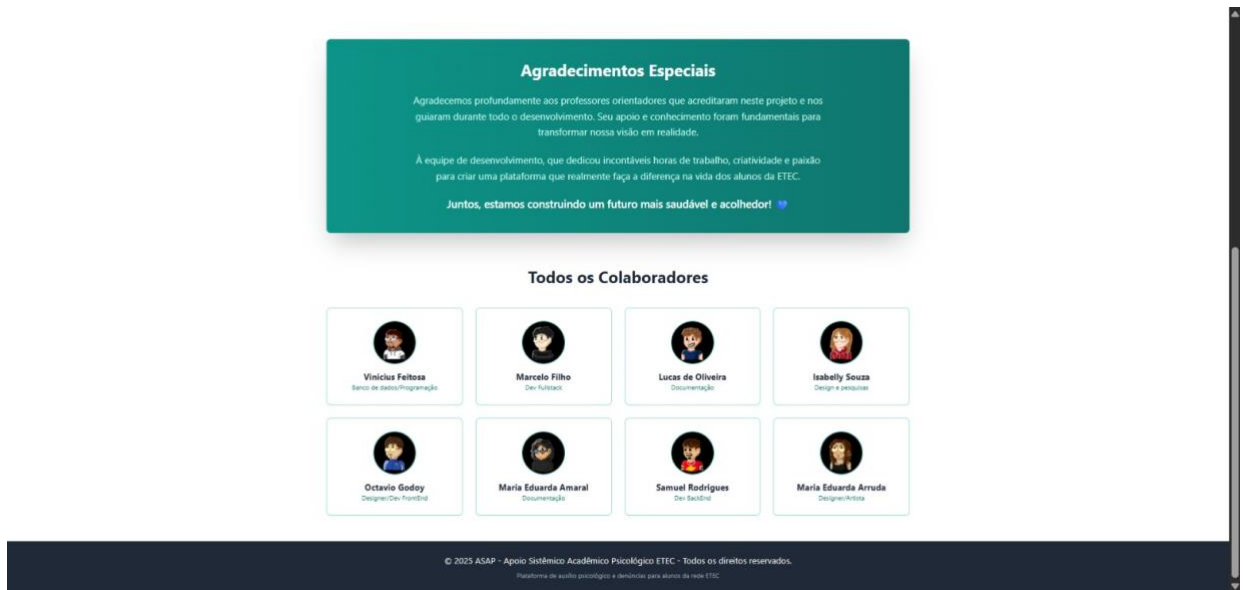 Agradecimentos Especiais
Agradecemos profundamente aos professores orientadores que acreditaram neste projeto e nos
guiaram durante todo o desenvolvimento. Seu apoio e conhecimento foram fundamentais para
transformar nossa visão em realidade.
À equipe de desenvolvimento, que dedicou incontáveis horas de trabalho, criatividade e paixão
para criar uma plataforma que realmente faça a diferença na vida dos alunos da ETEC.
Juntos, estamos construindo um futuro mais saudável e acolhedor! 💙
Todos os Colaboradores
Vinícius Feitosa
Banco de dados/Programação
Marcelo Filho
Dev Fullstack
Lucas de Oliveira
Documentação
Isabelly Souza
Design e pesquisas
Octavio Godoy
Designer/Dev FrontEnd
Maria Eduarda Amaral
Documentação
Samuel Rodrigues
Dev BackEnd
Maria Eduarda Arruda
Designer/Artista
© 2025 ASAP - Apoio Sistêmico Acadêmico Psicológico ETEC - Todos os direitos reservados.
Plataforma de auxílio psicológico e denúncias para alunos da rede ETEC